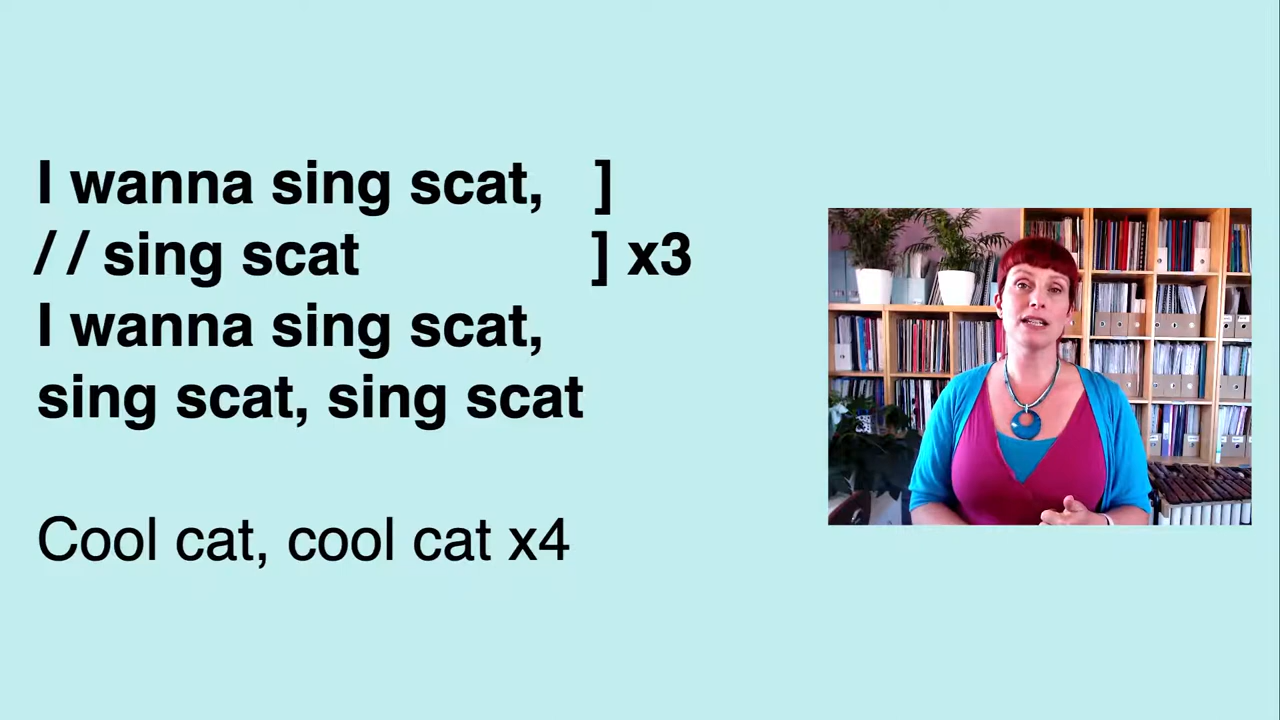 I wanna sing scat, ]
/ / sing scat ] x3
I wanna sing scat,
sing scat, sing scat
Cool cat, cool cat x4